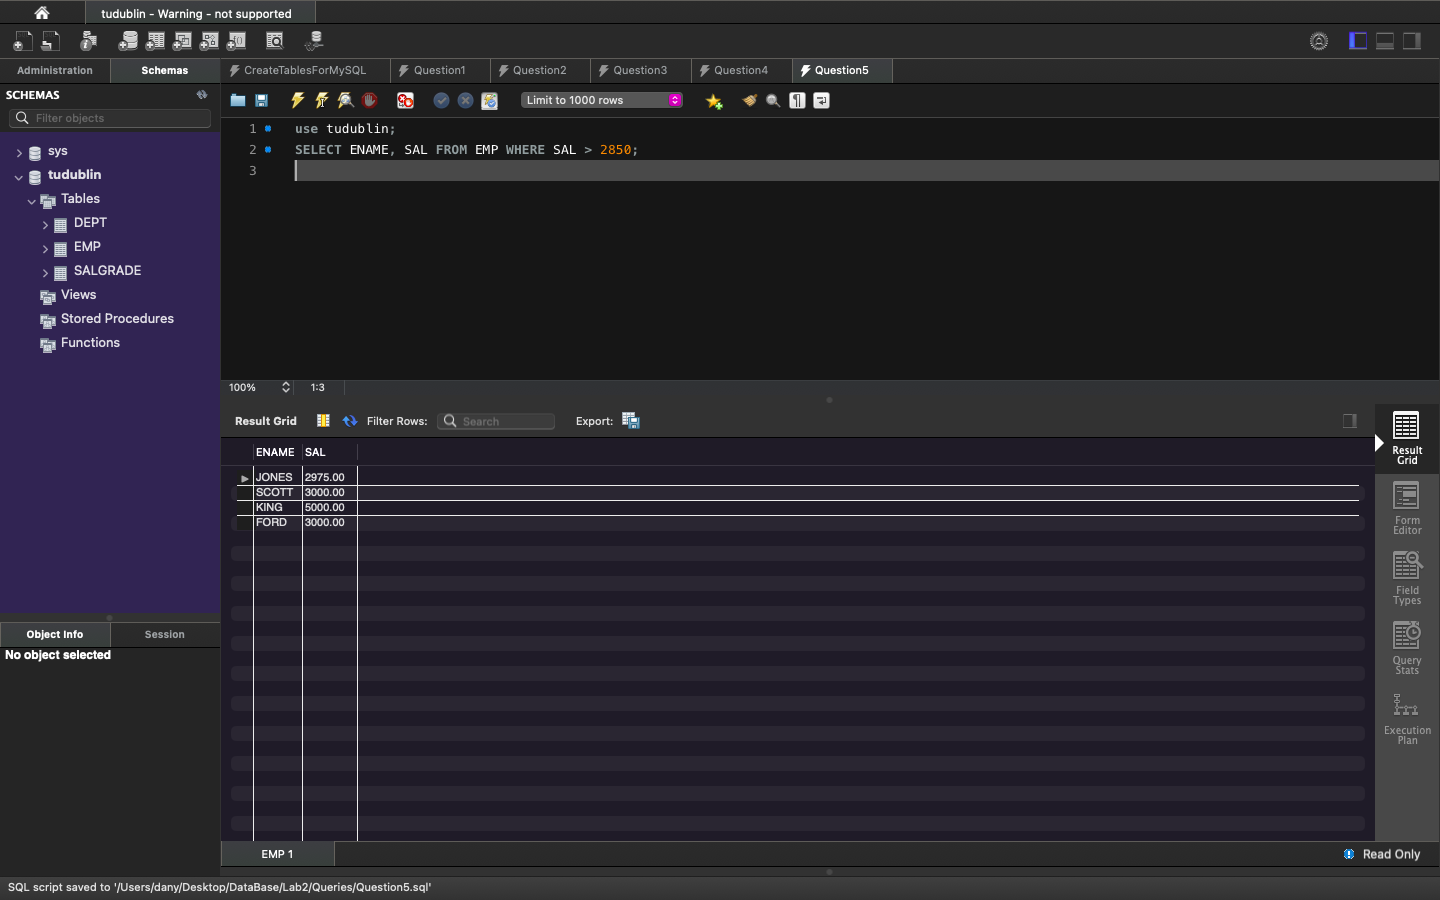 tudublin - Warning - not supported
Administration
Schemas
CreateTablesForMySQL
Question1
Question2
Question3
Question4
Question5
SCHEMAS
Filter objects
Limit to 1000 rows
sys
tudublin
Tables
DEPT
EMP
SALGRADE
Views
Stored Procedures
Functions
1 use tudublin;
2 SELECT ENAME, SAL FROM EMP WHERE SAL > 2850;
3
100%
1:3
Result Grid
Filter Rows:
Search
Export:
ENAME SAL
JONES 2975.00
SCOTT 3000.00
KING 5000.00
FORD 3000.00
Result
Grid
Form
Editor
Field
Types
Query
Stats
Execution
Plan
Object Info
Session
No object selected
EMP 1
Read Only
SQL script saved to '/Users/dany/Desktop/DataBase/Lab2/Queries/Question5.sql'